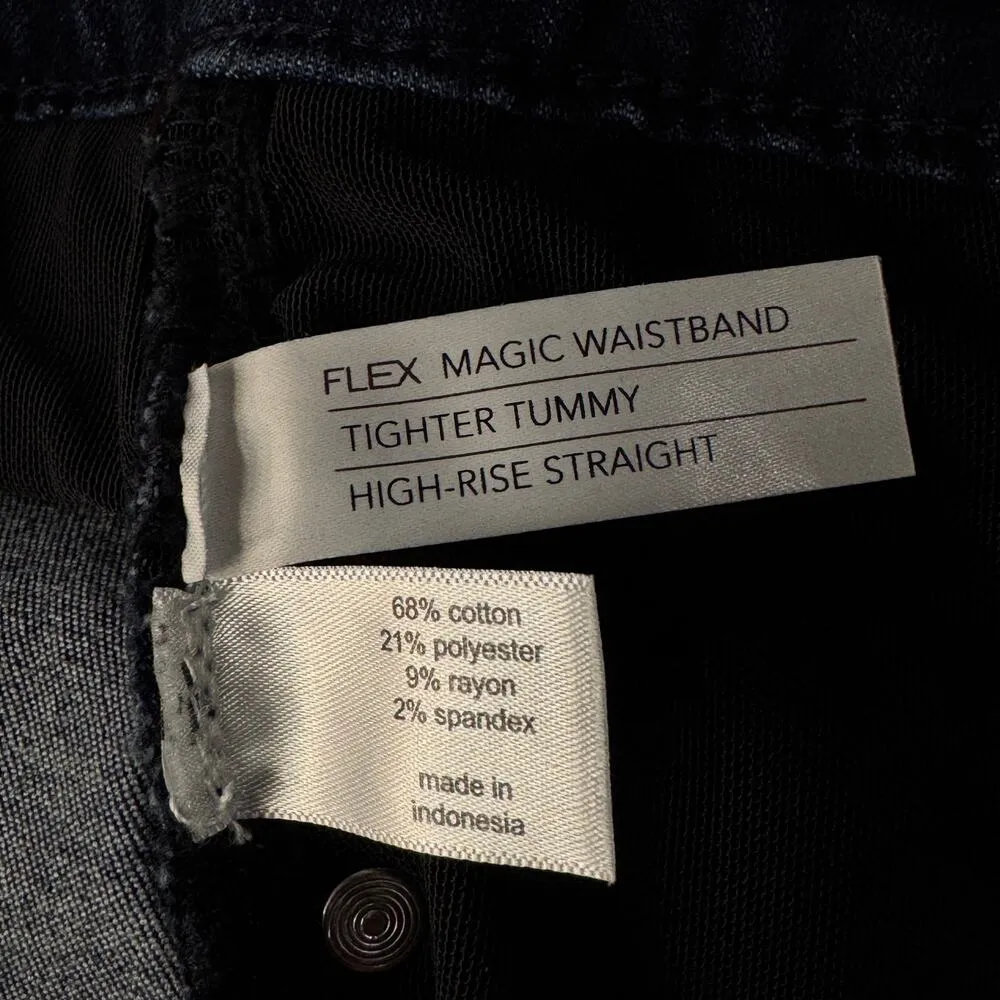 FLEX MAGIC WAISTBAND
TIGHTER TUMMY
HIGH-RISE STRAIGHT
68% cotton
21% polyester
9% rayon
2% spandex
made in
indonesia